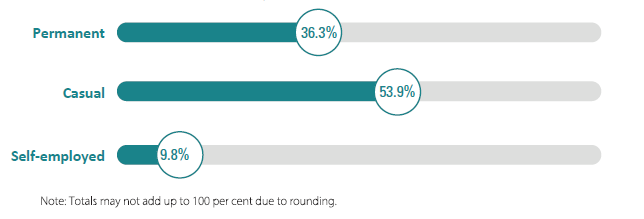 Permanent 36.3%
Casual 53.9%
Self-employed 9.8%
Note: Totals may not add up to 100 per cent due to rounding.